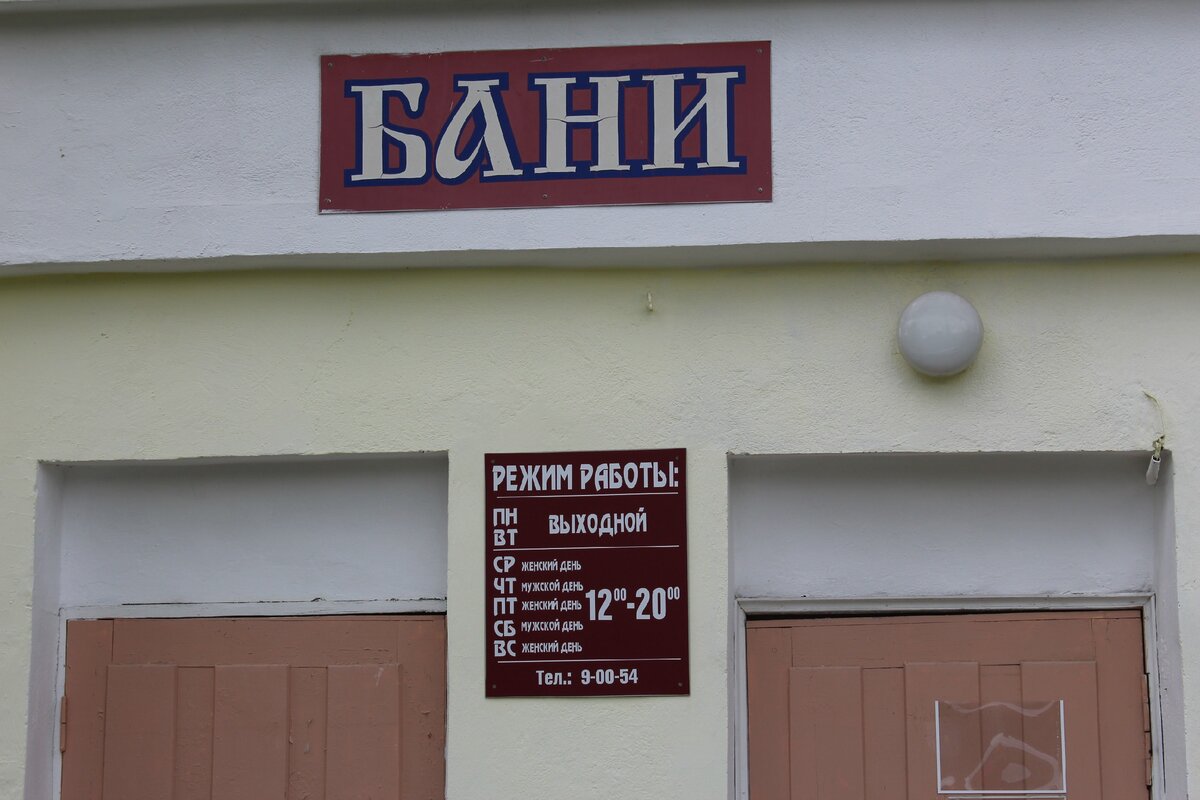 БАНИ
РЕЖИМ РАБОТЫ:
ПН
ВТ
ВЫХОДНОЙ
СР ЖЕНСКИЙ ДЕНЬ
ЧТ МУЖСКОЙ ДЕНЬ
ПТ ЖЕНСКИЙ ДЕНЬ
СБ МУЖСКОЙ ДЕНЬ
ВС ЖЕНСКИЙ ДЕНЬ
12⁰⁰-20⁰⁰
Тел.: 9-00-54